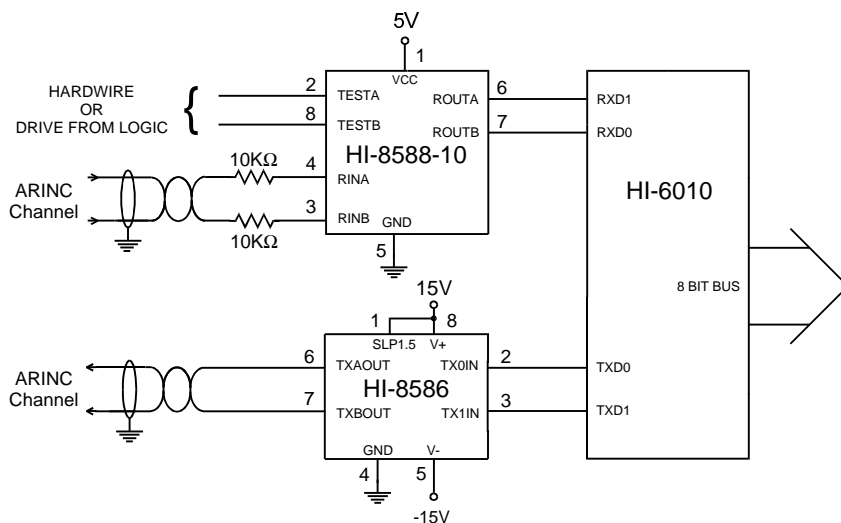 5V
1
VCC
HARDWIRE
OR
DRIVE FROM LOGIC
{
2
TESTA
8
TESTB
ROUTA
6
RXD1
ROUTB
7
RXD0
HI-8588-10
ARINC
Channel
10KΩ
4
RINA
10KΩ
3
RINB
GND
5
HI-6010
8 BIT BUS
15V
1
8
SLP1.5
V+
ARINC
Channel
6
TXAOUT
7
TXBOUT
HI-8586
TX0IN
2
TXD0
TX1IN
3
TXD1
GND
V-
4
5
-15V